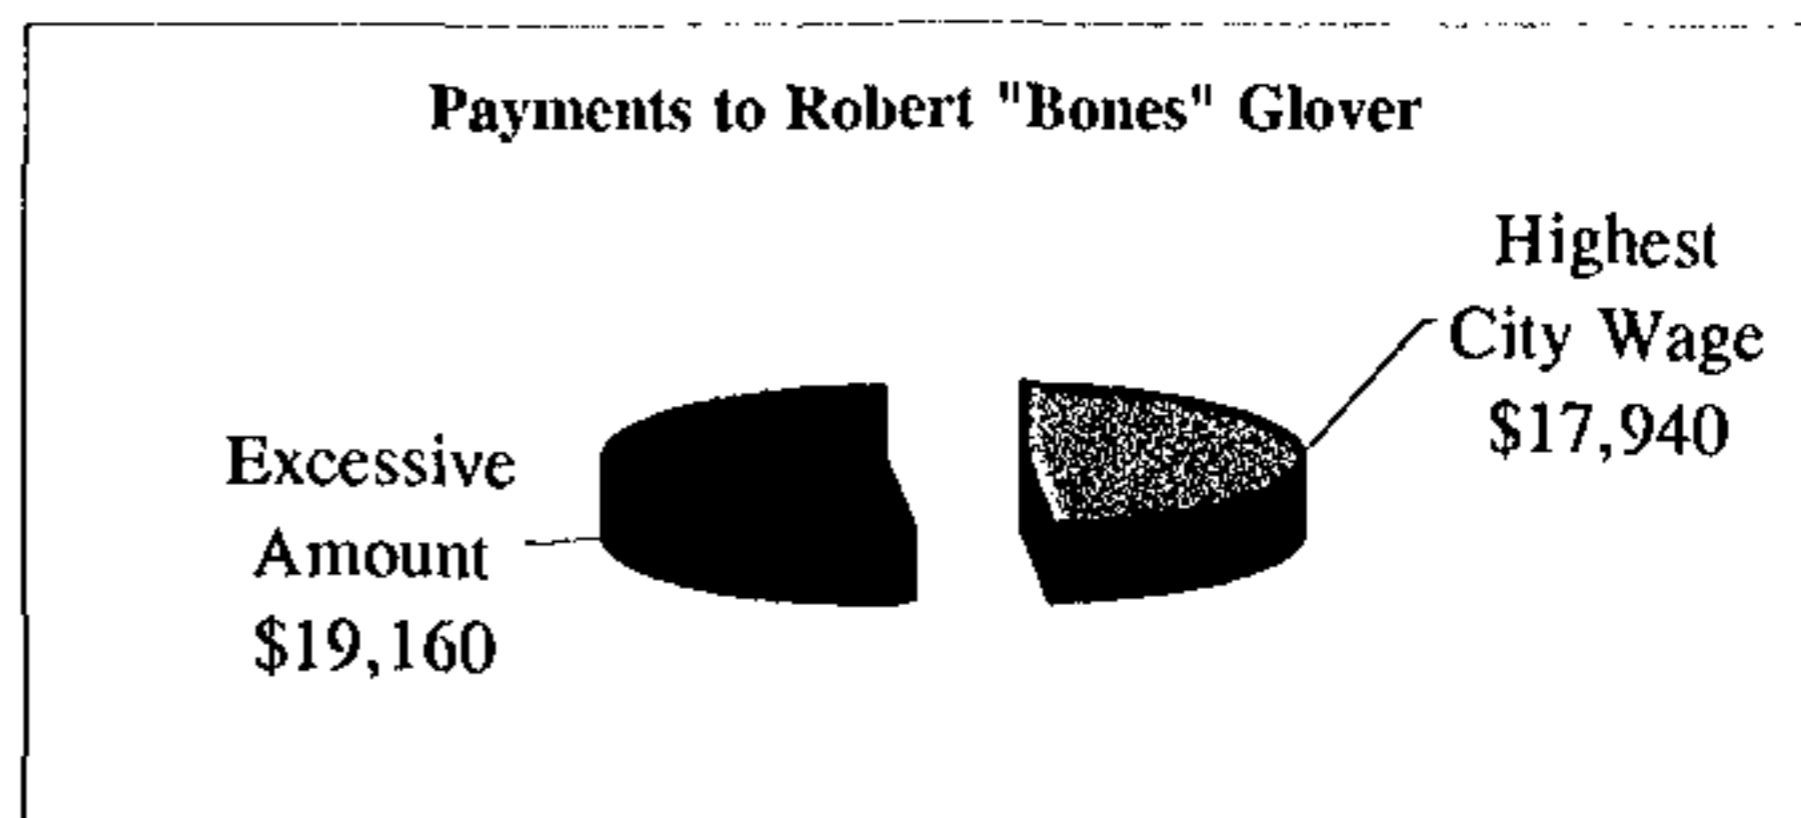 Payments to Robert "Bones" Glover
Highest
City Wage
$17,940
Excessive
Amount
$19,160